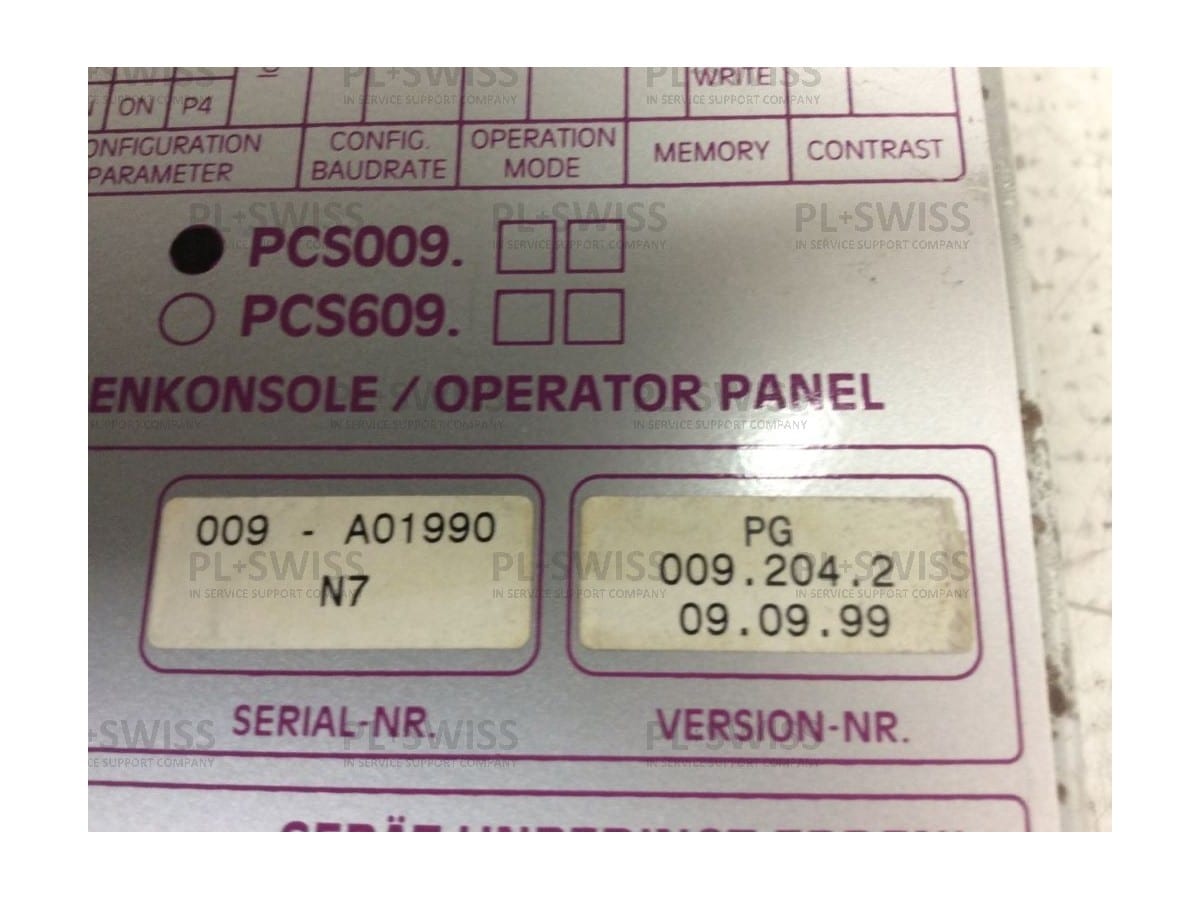 WRITE
ON P4
CONFIG. OPERATION
ONFIGURATION MEMORY CONTRAST
PARAMETER BAUDRATE MODE
PCS009.
PCS609.
ENKONSOLE / OPERATOR PANEL
009 - A01990
N7
PG
009.204.2
09.09.99
SERIAL-NR. VERSION-NR.
PL+SWISS
IN SERVICE SUPPORT COMPANY